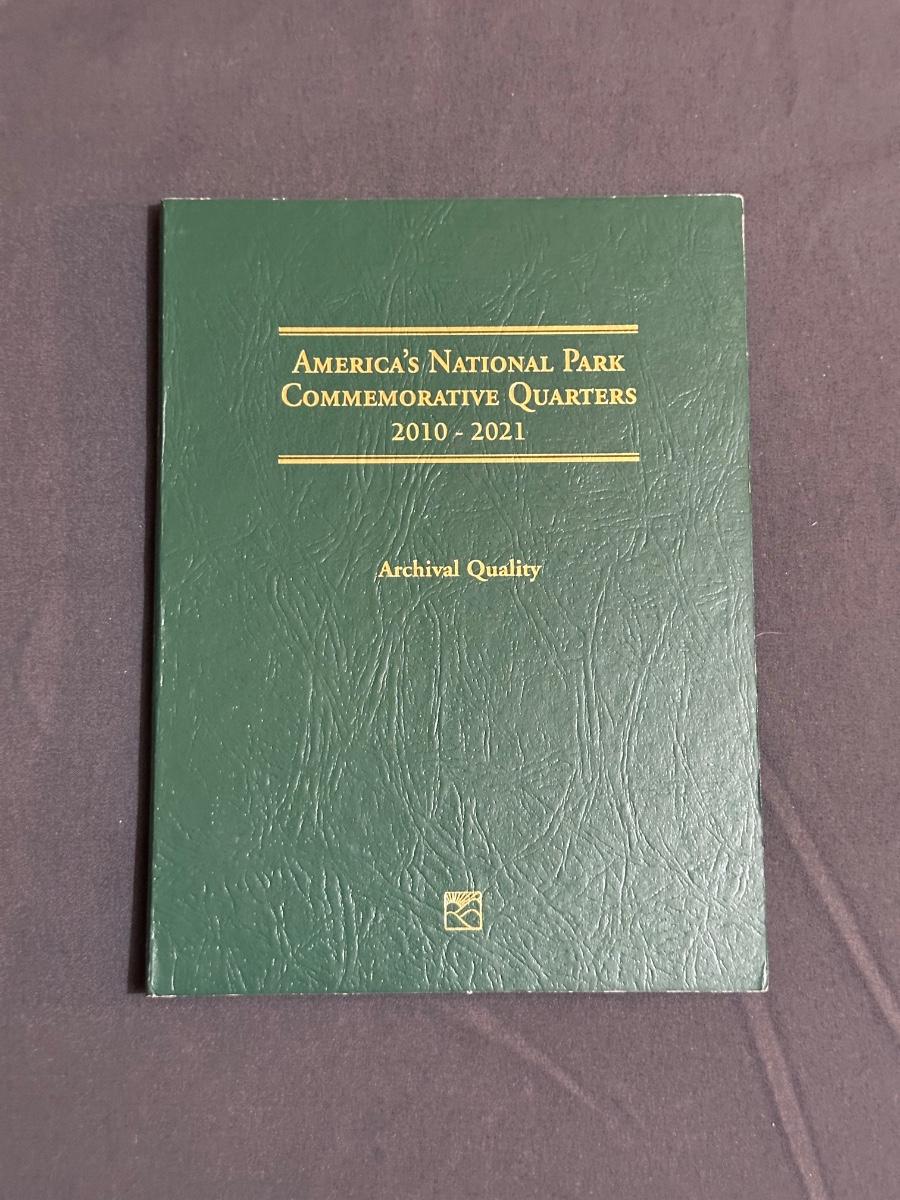 America's National Park
Commemorative Quarters
2010 - 2021
Archival Quality